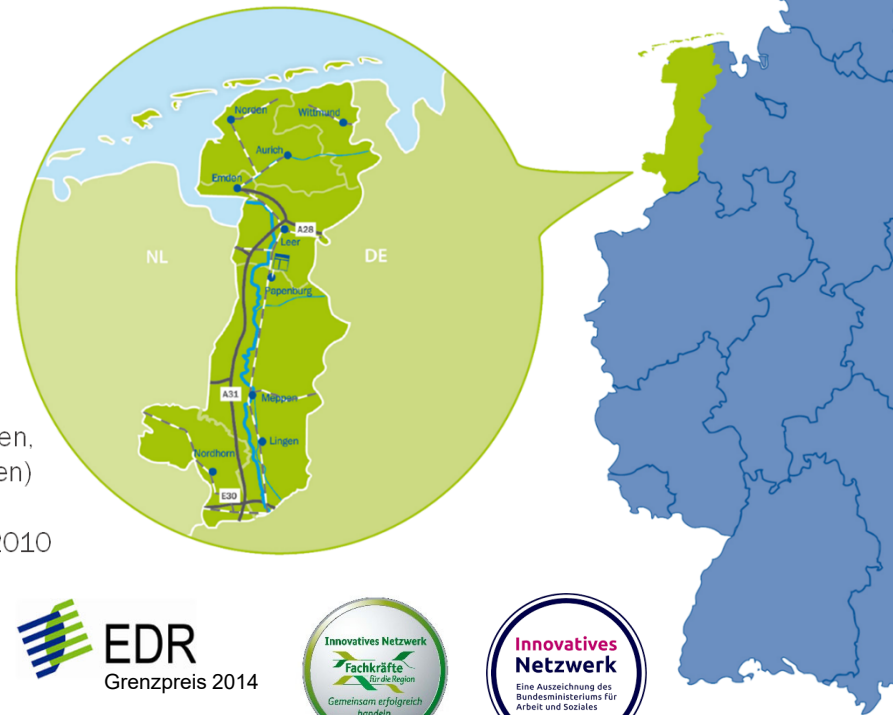 Norden
Wittmund
Aurich
Emden
A28
Leer
NL
DE
Papenburg
A31
Meppen
Lingen
Nordhorn
E30
en,
en)
2010
EDR
Grenzpreis 2014
Innovatives Netzwerk
Fachkräfte
für die Region
Gemeinsam erfolgreich
handeln
Innovatives
Netzwerk
Eine Auszeichnung des
Bundesministeriums für
Arbeit und Soziales